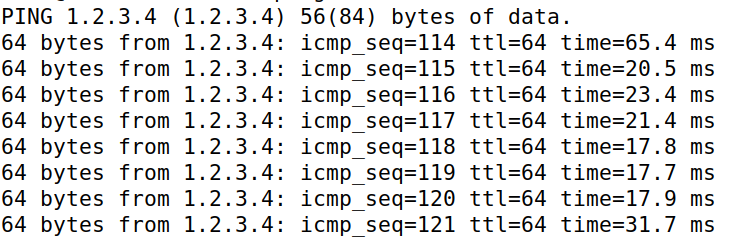 PING 1.2.3.4 (1.2.3.4) 56(84) bytes of data.
64 bytes from 1.2.3.4: icmp_seq=114 ttl=64 time=65.4 ms
64 bytes from 1.2.3.4: icmp_seq=115 ttl=64 time=20.5 ms
64 bytes from 1.2.3.4: icmp_seq=116 ttl=64 time=23.4 ms
64 bytes from 1.2.3.4: icmp_seq=117 ttl=64 time=21.4 ms
64 bytes from 1.2.3.4: icmp_seq=118 ttl=64 time=17.8 ms
64 bytes from 1.2.3.4: icmp_seq=119 ttl=64 time=17.7 ms
64 bytes from 1.2.3.4: icmp_seq=120 ttl=64 time=17.9 ms
64 bytes from 1.2.3.4: icmp_seq=121 ttl=64 time=31.7 ms